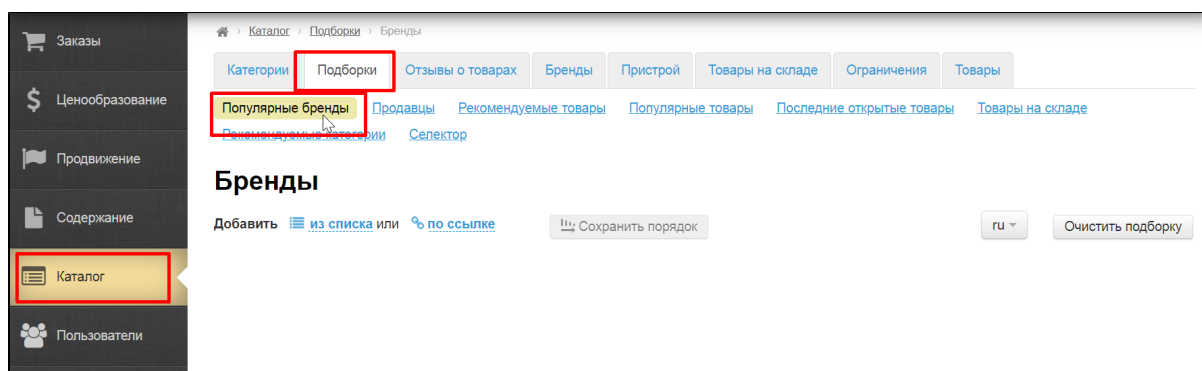 Заказы
Ценообразование
Продвижение
Содержание
Каталог
Пользователи
Каталог › Подборки › Бренды
Категории Подборки Отзывы о товарах Бренды Пристрой Товары на складе Ограничения Товары
Популярные бренды Продавцы Рекомендуемые товары Популярные товары Последние открытые товары Товары на складе
Рекомендуемые категории Селектор
Бренды
Добавить из списка или по ссылке Сохранить порядок ru Очистить подборку